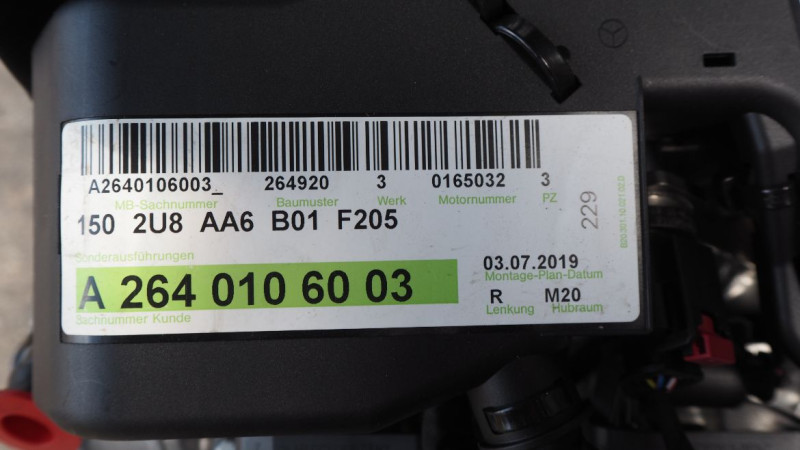 A2640106003_ 264920 3 0165032 3
MB-Sachnummer Baumuster Werk Motornummer PZ
150 2U8 AA6 B01 F205
Sonderausführungen
A 264 010 60 03
Sachnummer Kunde
03.07.2019
Montage-Plan-Datum
R M20
Lenkung Hubraum
229